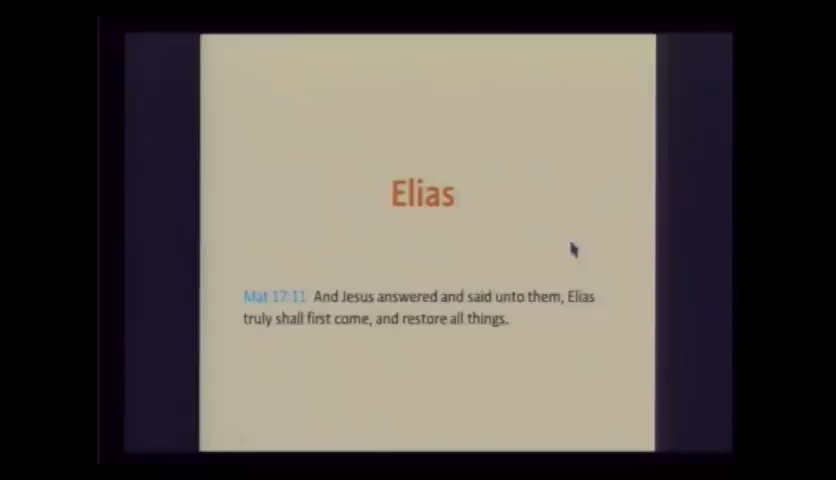 Elias
Mat 17:11 And Jesus answered and said unto them, Elias
truly shall first come, and restore all things.